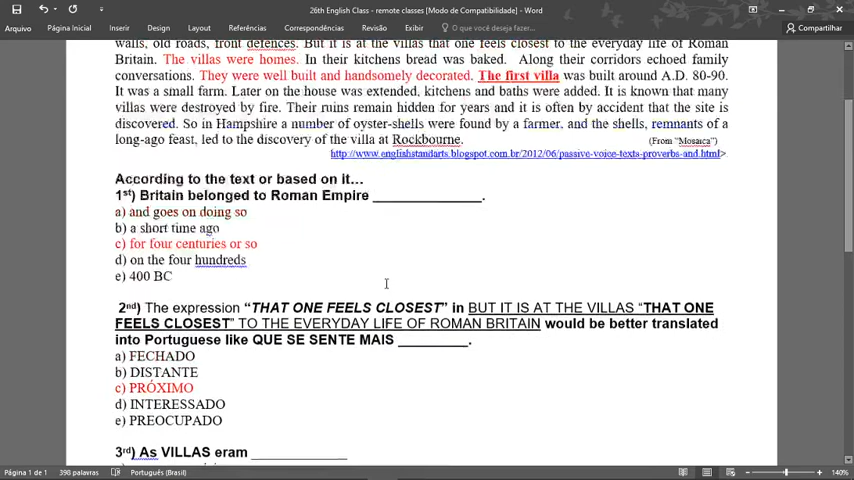 26th English Class - remote classes [Modo de Compatibilidade] - Word
Arquivo Página Inicial Inserir Design Layout Referências Correspondências Revisão Exibir O que você deseja fazer... Compartilhar
walls, old roads, front defences. But it is at the villas that one feels closest to the everyday life of Roman
Britain. The villas were homes. In their kitchens bread was baked. Along their corridors echoed family
conversations. They were well built and handsomely decorated. The first villa was built around A.D. 80-90.
It was a small farm. Later on the house was extended, kitchens and baths were added. It is known that many
villas were destroyed by fire. Their ruins remain hidden for years and it is often by accident that the site is
discovered. So in Hampshire a number of oyster-shells were found by a farmer, and the shells, remnants of a
long-ago feast, led to the discovery of the villa at Rockbourne. (From "Mosaica")
http://www.englishstandarts.blogspot.com.br/2012/06/passive-voice-texts-proverbs-and.html>.
According to the text or based on it...
1st) Britain belonged to Roman Empire _______________.
a) and goes on doing so
b) a short time ago
c) for four centuries or so
d) on the four hundreds
e) 400 BC
2nd) The expression "THAT ONE FEELS CLOSEST" in BUT IT IS AT THE VILLAS "THAT ONE
FEELS CLOSEST" TO THE EVERYDAY LIFE OF ROMAN BRITAIN would be better translated
into Portuguese like QUE SE SENTE MAIS __________.
a) FECHADO
b) DISTANTE
c) PRÓXIMO
d) INTERESSADO
e) PREOCUPADO
3rd) As VILLAS eram _____________
Página 1 de 1 398 palavras Português (Brasil) 140%